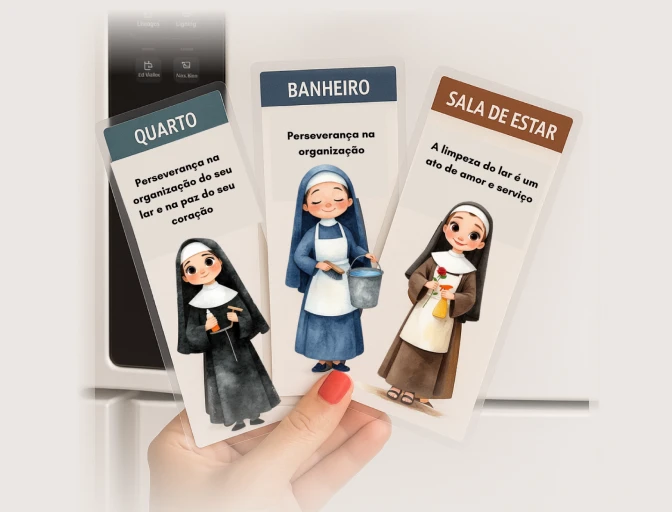 QUARTO
Perseverança na
organização do seu
lar e na paz do seu
coração
BANHEIRO
Perseverança na
organização
SALA DE ESTAR
A limpeza do lar é um
ato de amor e serviço